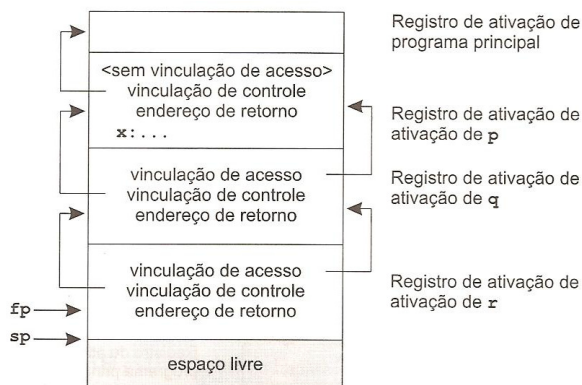 Registro de ativação de
programa principal
<sem vinculação de acesso>
vinculação de controle
endereço de retorno
x:...
Registro de ativação de
ativação de p
vinculação de acesso
vinculação de controle
endereço de retorno
Registro de ativação de
ativação de q
vinculação de acesso
vinculação de controle
endereço de retorno
Registro de ativação de
ativação de r
fp
sp
espaço livre